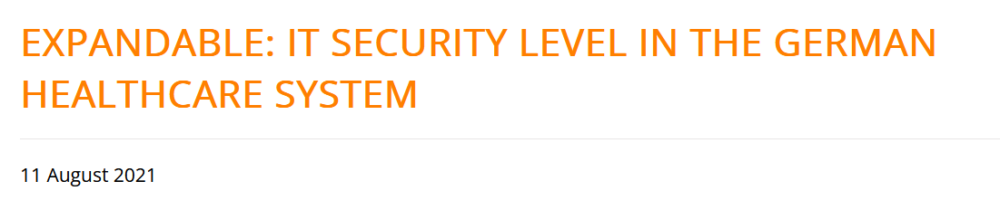 EXPANDABLE: IT SECURITY LEVEL IN THE GERMAN
HEALTHCARE SYSTEM
11 August 2021